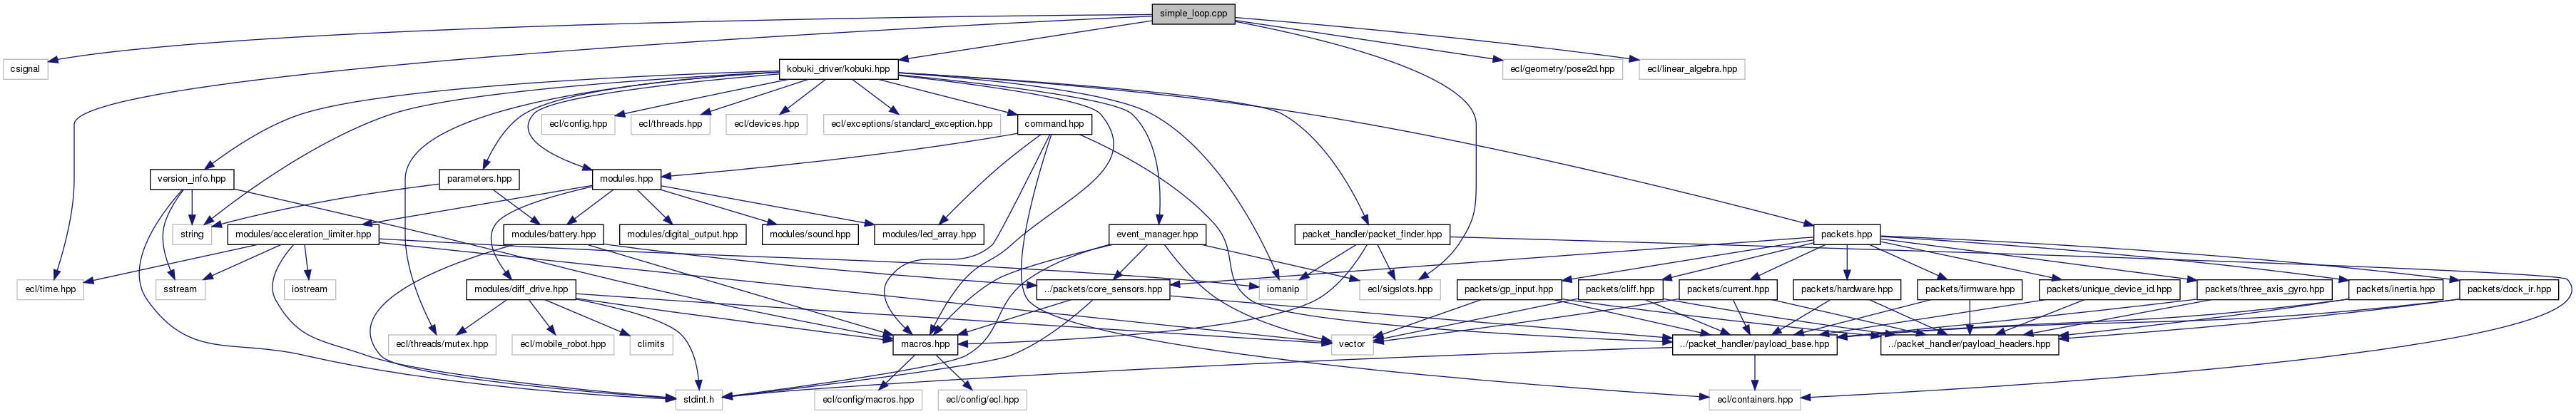 simple_loop.cpp
csignal
kobuki_driver/kobuki.hpp
ecl/geometry/pose2d.hpp
ecl/linear_algebra.hpp
ecl/config.hpp
ecl/threads.hpp
ecl/devices.hpp
ecl/exceptions/standard_exception.hpp
command.hpp
version_info.hpp
parameters.hpp
modules.hpp
string
modules/acceleration_limiter.hpp
modules/battery.hpp
modules/digital_output.hpp
modules/sound.hpp
modules/led_array.hpp
event_manager.hpp
packet_handler/packet_finder.hpp
packets.hpp
ecl/time.hpp
sstream
iostream
modules/diff_drive.hpp
../packets/core_sensors.hpp
iomanip
ecl/sigslots.hpp
packets/gp_input.hpp
packets/cliff.hpp
packets/current.hpp
packets/hardware.hpp
packets/firmware.hpp
packets/unique_device_id.hpp
packets/three_axis_gyro.hpp
packets/inertia.hpp
packets/dock_ir.hpp
ecl/threads/mutex.hpp
ecl/mobile_robot.hpp
climits
macros.hpp
vector
../packet_handler/payload_base.hpp
../packet_handler/payload_headers.hpp
stdint.h
ecl/config/macros.hpp
ecl/config/ecl.hpp
ecl/containers.hpp